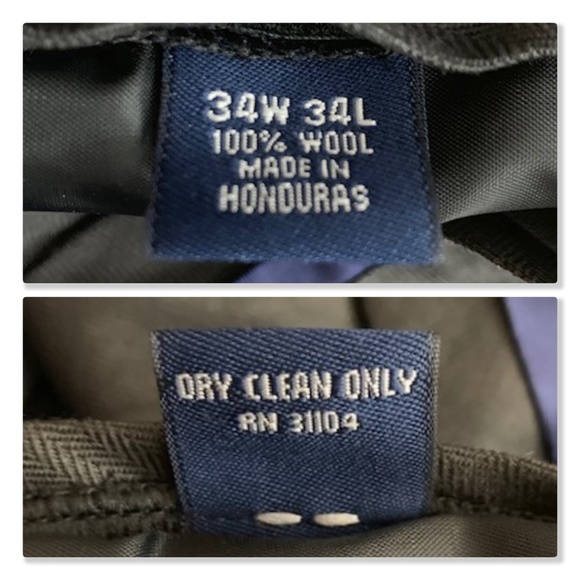 34W 34L
100% WOOL
MADE IN
HONDURAS
DRY CLEAN ONLY
RN 31104